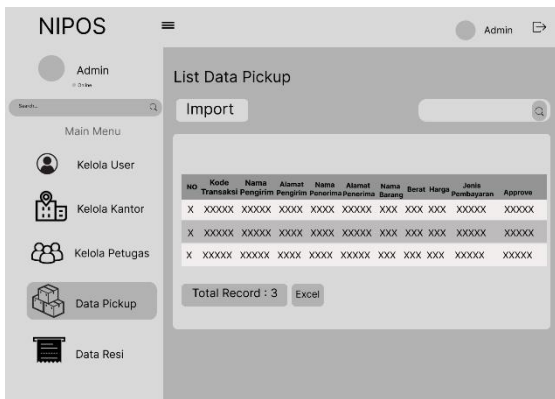 NIPOS
Admin
Admin
Online
Search...
Main Menu
Kelola User
Kelola Kantor
Kelola Petugas
Data Pickup
Data Resi
List Data Pickup
Import
NO Kode Transaksi Nama Pengirim Alamat Pengirim Nama Penerima Alamat Penerima Nama Barang Berat Harga Jenis Pembayaran Approve
X XXXXX XXXXX XXXX XXXX XXXXX XXX XXX XXX XXXXX XXXXX
X XXXXX XXXXX XXXX XXXX XXXXX XXX XXX XXX XXXXX XXXXX
X XXXXX XXXXX XXXX XXXX XXXXX XXX XXX XXX XXXXX XXXXX
Total Record : 3 Excel